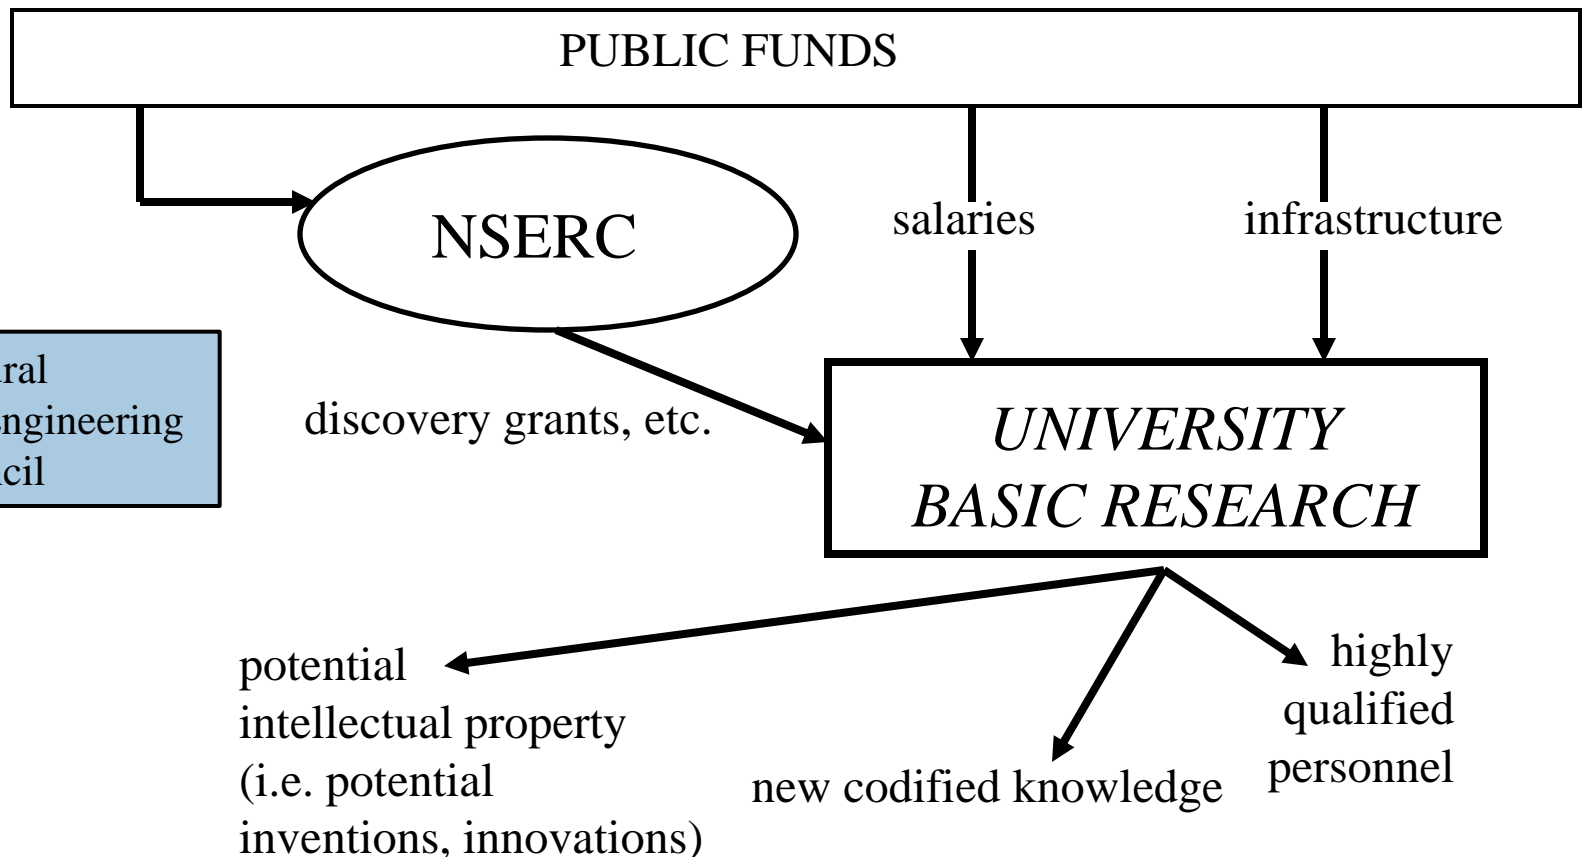 PUBLIC FUNDS
NSERC
salaries
infrastructure
Engineering
discovery grants, etc.
UNIVERSITY
BASIC RESEARCH
potential
intellectual property
(i.e. potential
inventions, innovations)
new codified knowledge
highly
qualified
personnel